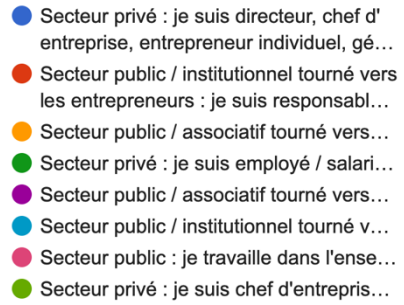 Secteur privé : je suis directeur, chef d'
entreprise, entrepreneur individuel, gé…
Secteur public / institutionnel tourné vers
les entrepreneurs : je suis responsabl…
Secteur public / associatif tourné vers…
Secteur privé : je suis employé / salari…
Secteur public / associatif tourné vers…
Secteur public / institutionnel tourné v…
Secteur public : je travaille dans l'ense…
Secteur privé : je suis chef d'entrepris…